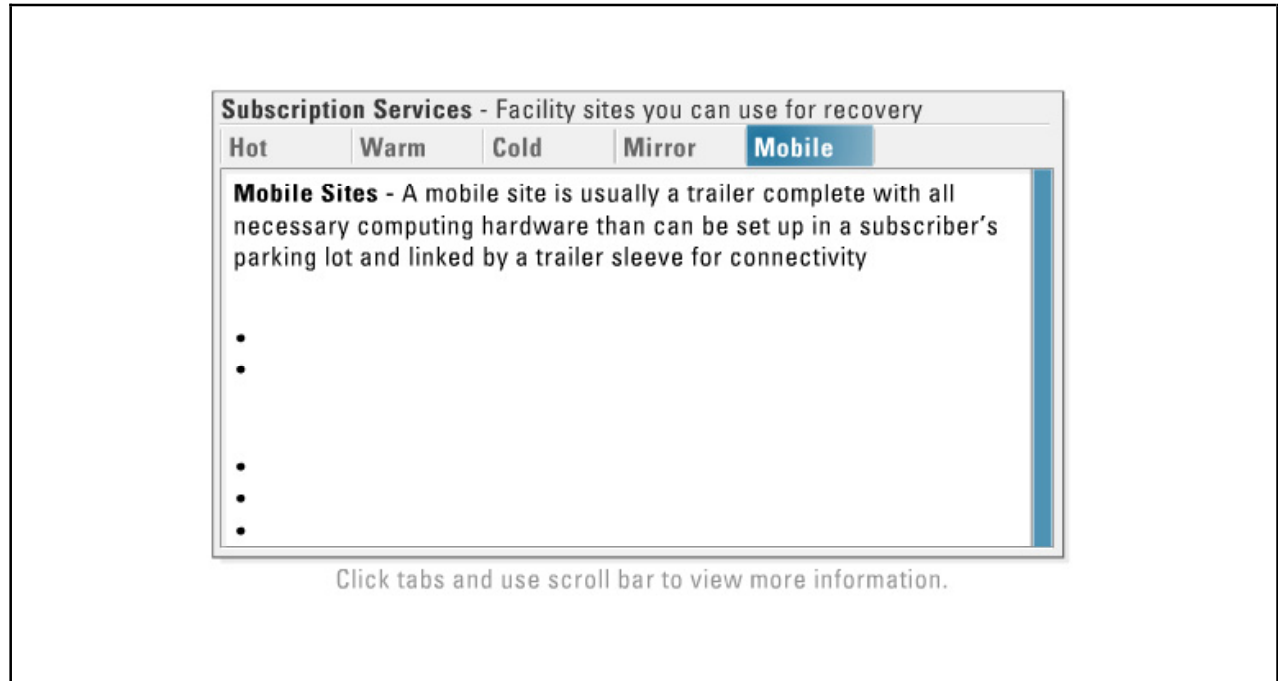 Subscription Services - Facility sites you can use for recovery
Hot Warm Cold Mirror Mobile
Mobile Sites - A mobile site is usually a trailer complete with all
necessary computing hardware than can be set up in a subscriber's
parking lot and linked by a trailer sleeve for connectivity
•
•
•
•
•
Click tabs and use scroll bar to view more information.